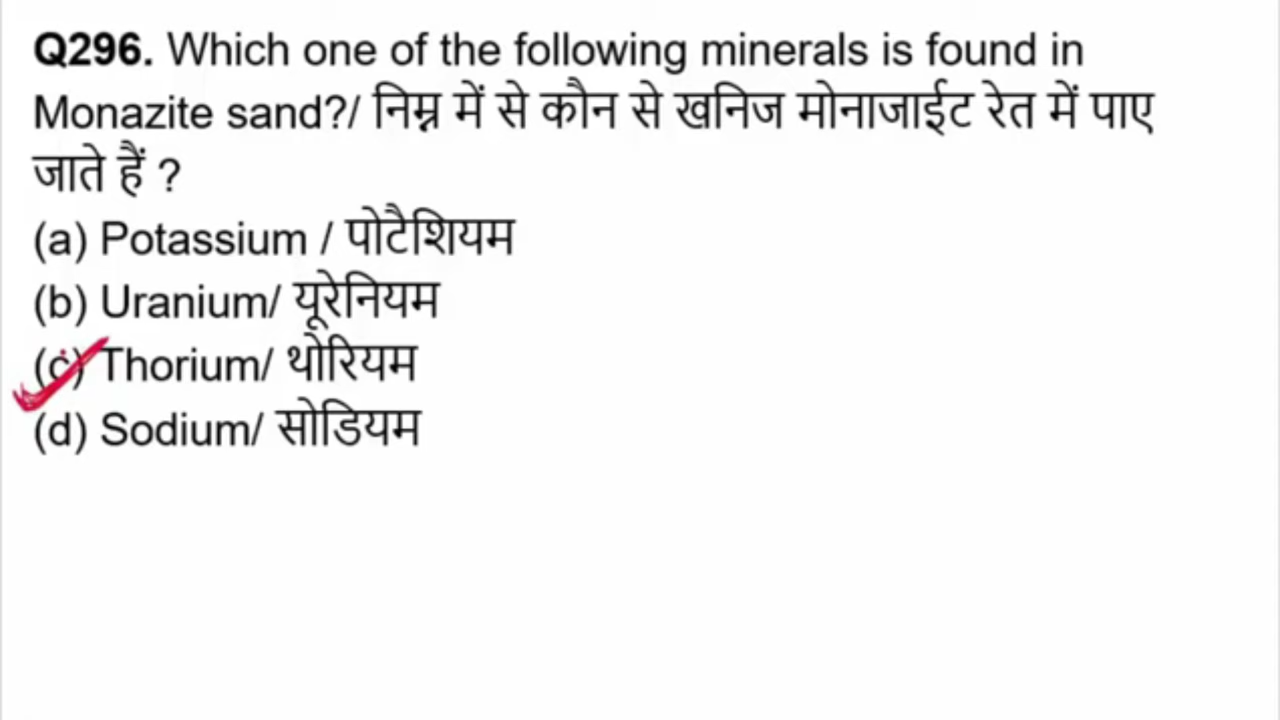 Q296. Which one of the following minerals is found in
Monazite sand?/ निम्न में से कौन से खनिज मोनाजाईट रेत में पाए
जाते हैं ?
(a) Potassium / पोटैशियम
(b) Uranium/ यूरेनियम
(c) Thorium/ थोरियम
(d) Sodium/ सोडियम